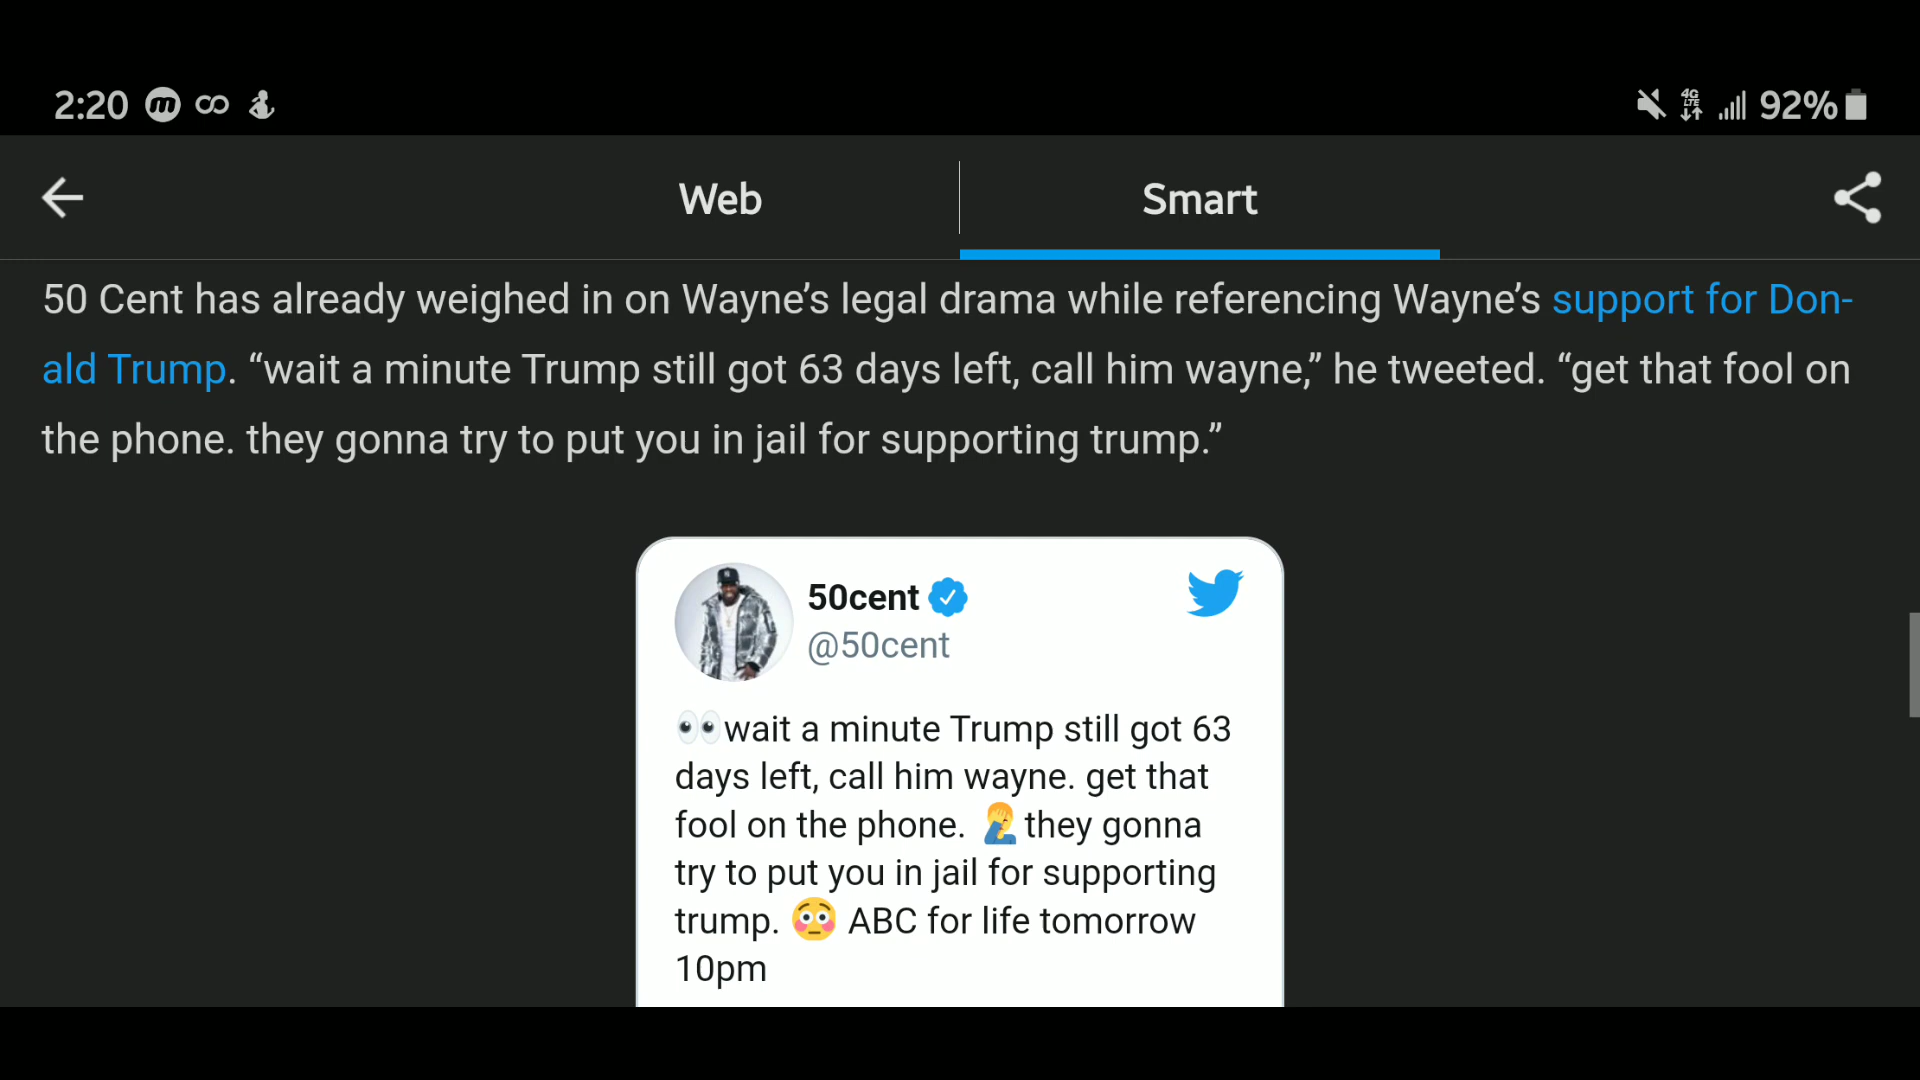 2:20
4G
LTE
92%
Web
Smart
50 Cent has already weighed in on Wayne’s legal drama while referencing Wayne’s support for Don-
ald Trump. “wait a minute Trump still got 63 days left, call him wayne,” he tweeted. “get that fool on
the phone. they gonna try to put you in jail for supporting trump.”
50cent
@50cent
👀wait a minute Trump still got 63
days left, call him wayne. get that
fool on the phone. 🤦‍♂️they gonna
try to put you in jail for supporting
trump. 😳 ABC for life tomorrow
10pm